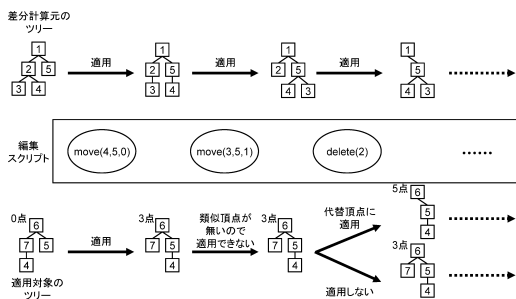 差分計算元の
ツリー
1
2 5
3 4
適用
1
2 5
3 4
適用
1
2 5
4 3
適用
1
5
4 3
編集
スクリプト
move(4,5,0)
move(3,5,1)
delete(2)
……
0点
6
7 5
4
適用対象の
ツリー
適用
3点
6
7 5
4
類似頂点が
無いので
適用できない
3点
6
7 5
4
代替頂点に
適用
5点
6
5
4
適用しない
3点
6
7 5
4